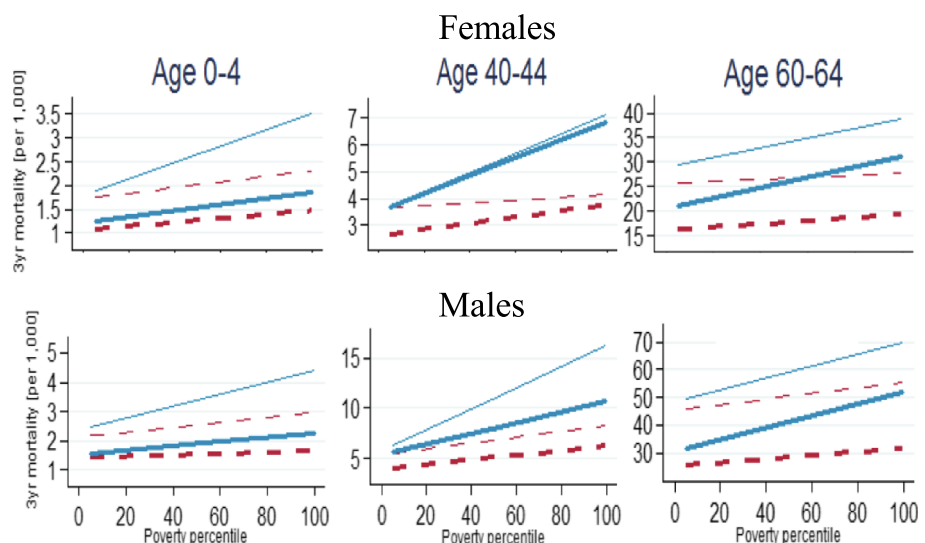 Females
Age 0-4
Age 40-44
Age 60-64
3yr mortality [per 1,000]
3.5
3
2.5
2
1.5
1
7
6
5
4
3
40
35
30
25
20
15
Males
3yr mortality [per 1,000]
5
4
3
2
1
15
10
5
70
60
50
40
30
0 20 40 60 80 100
0 20 40 60 80 100
0 20 40 60 80 100
Poverty percentile
Poverty percentile
Poverty percentile